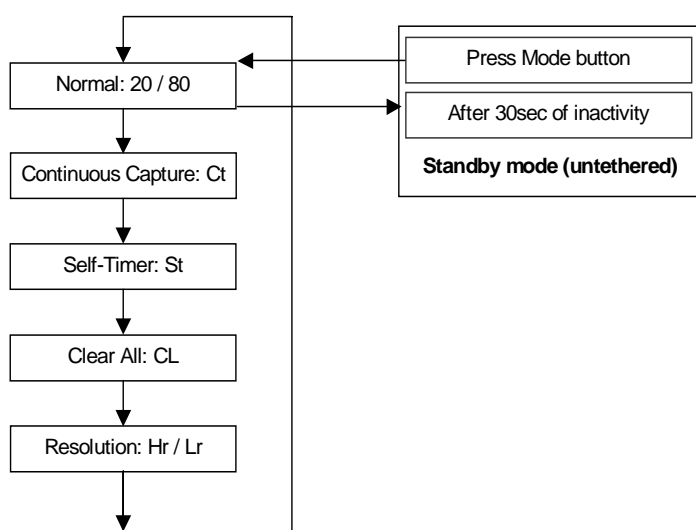 Normal: 20 / 80
Continuous Capture: Ct
Self-Timer: St
Clear All: CL
Resolution: Hr / Lr
Press Mode button
After 30sec of inactivity
Standby mode (untethered)